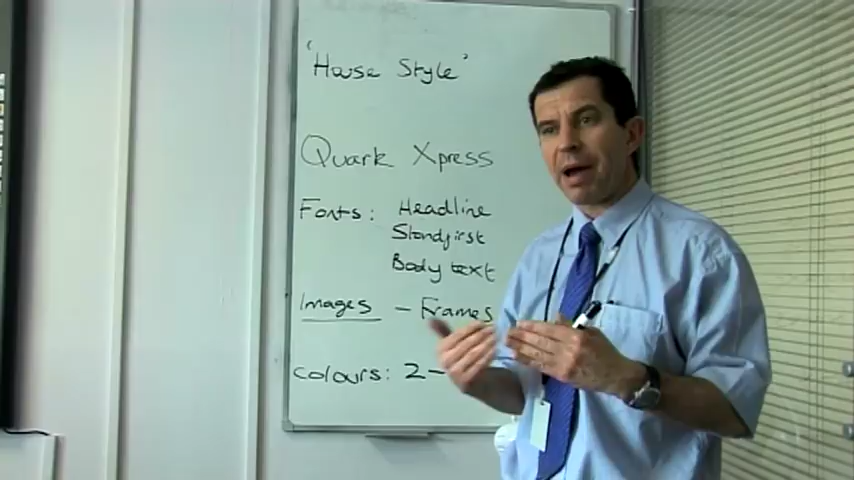 'House Style'
Quark Xpress
Fonts: Headline
Standfirst
Body text
Images - Frames
colours: 2-